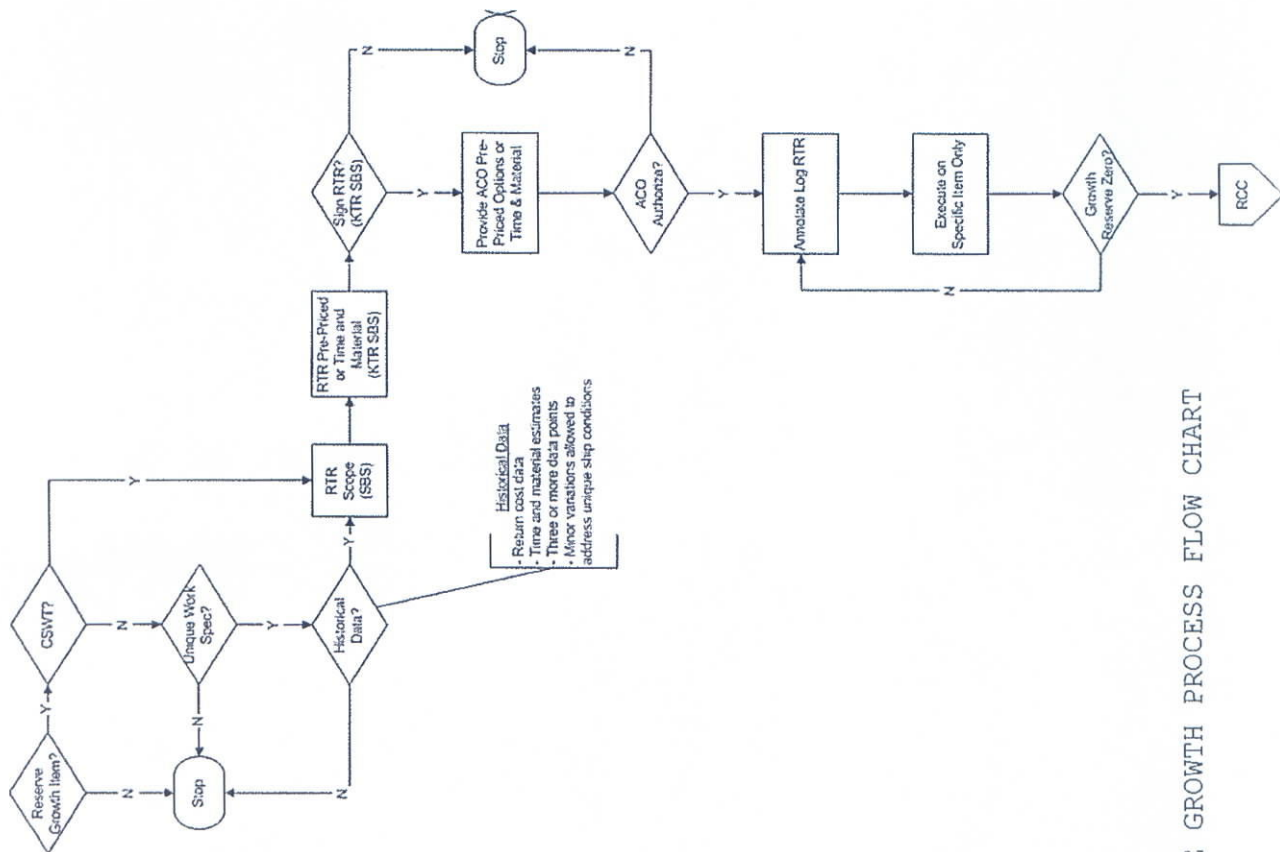 Reserve
Growth Item?
Y
CSWT?
Y
N
N
Stop
N
Unique Work
Spec?
Y
N
Historical
Data?
Y
RTR
Scope
(SBS)
RTR Pre-Priced
or Time and
Material
(KTR SBS)
Sign RTR?
(KTR SBS)
N
Stop
Y
Provide ACO Pre-
Priced Options or
Time & Material
N
ACO
Authorize?
Y
Annotate Log RTR
Execute on
Specific Item Only
N
Growth
Reserve Zero?
Y
RCC
Historical Data
- Return cost data
- Time and material estimates
- Three or more data points
- Minor variations allowed to
address unique ship conditions
GROWTH PROCESS FLOW CHART